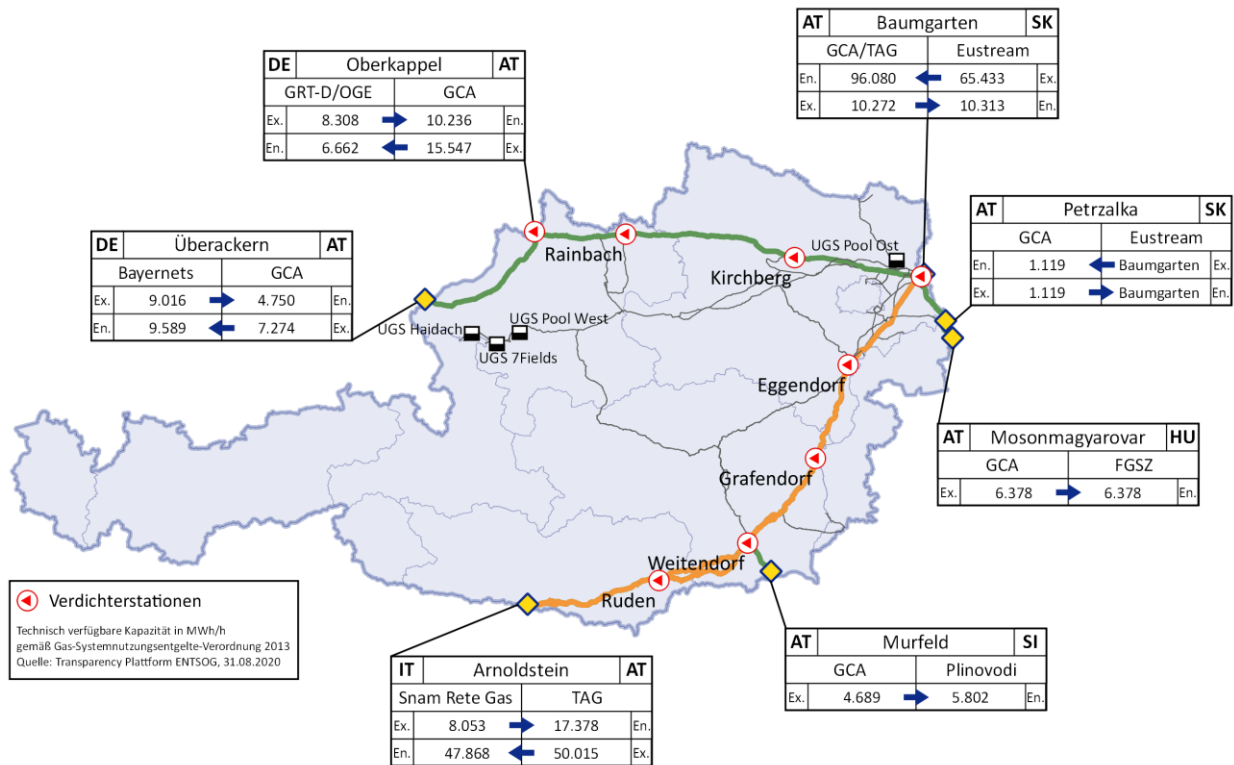 AT Baumgarten SK
GCA/TAG Eustream
En. 96.080 65.433 Ex.
Ex. 10.272 10.313 En.
DE Oberkappel AT
GRT-D/OGE GCA
Ex. 8.308 10.236 En.
En. 6.662 15.547 Ex.
AT Petrzalka SK
GCA Eustream
En. 1.119 Baumgarten Ex.
Ex. 1.119 Baumgarten En.
DE Überackern AT
Bayernets GCA
Ex. 9.016 4.750 En.
En. 9.589 7.274 Ex.
Rainbach
UGS Pool Ost
Kirchberg
UGS Pool West
UGS Haidach
UGS 7Fields
Eggendorf
AT Mosonmagyarovar HU
GCA FGSZ
Ex. 6.378 6.378 En.
Grafendorf
Weitendorf
Ruden
Verdichterstationen
Technisch verfügbare Kapazität in MWh/h
gemäß Gas-Systemnutzungsentgelte-Verordnung 2013
Quelle: Transparency Plattform ENTSOG, 31.08.2020
AT Murfeld SI
GCA Plinovodi
Ex. 4.689 5.802 En.
IT Arnoldstein AT
Snam Rete Gas TAG
Ex. 8.053 17.378 En.
En. 47.868 50.015 Ex.